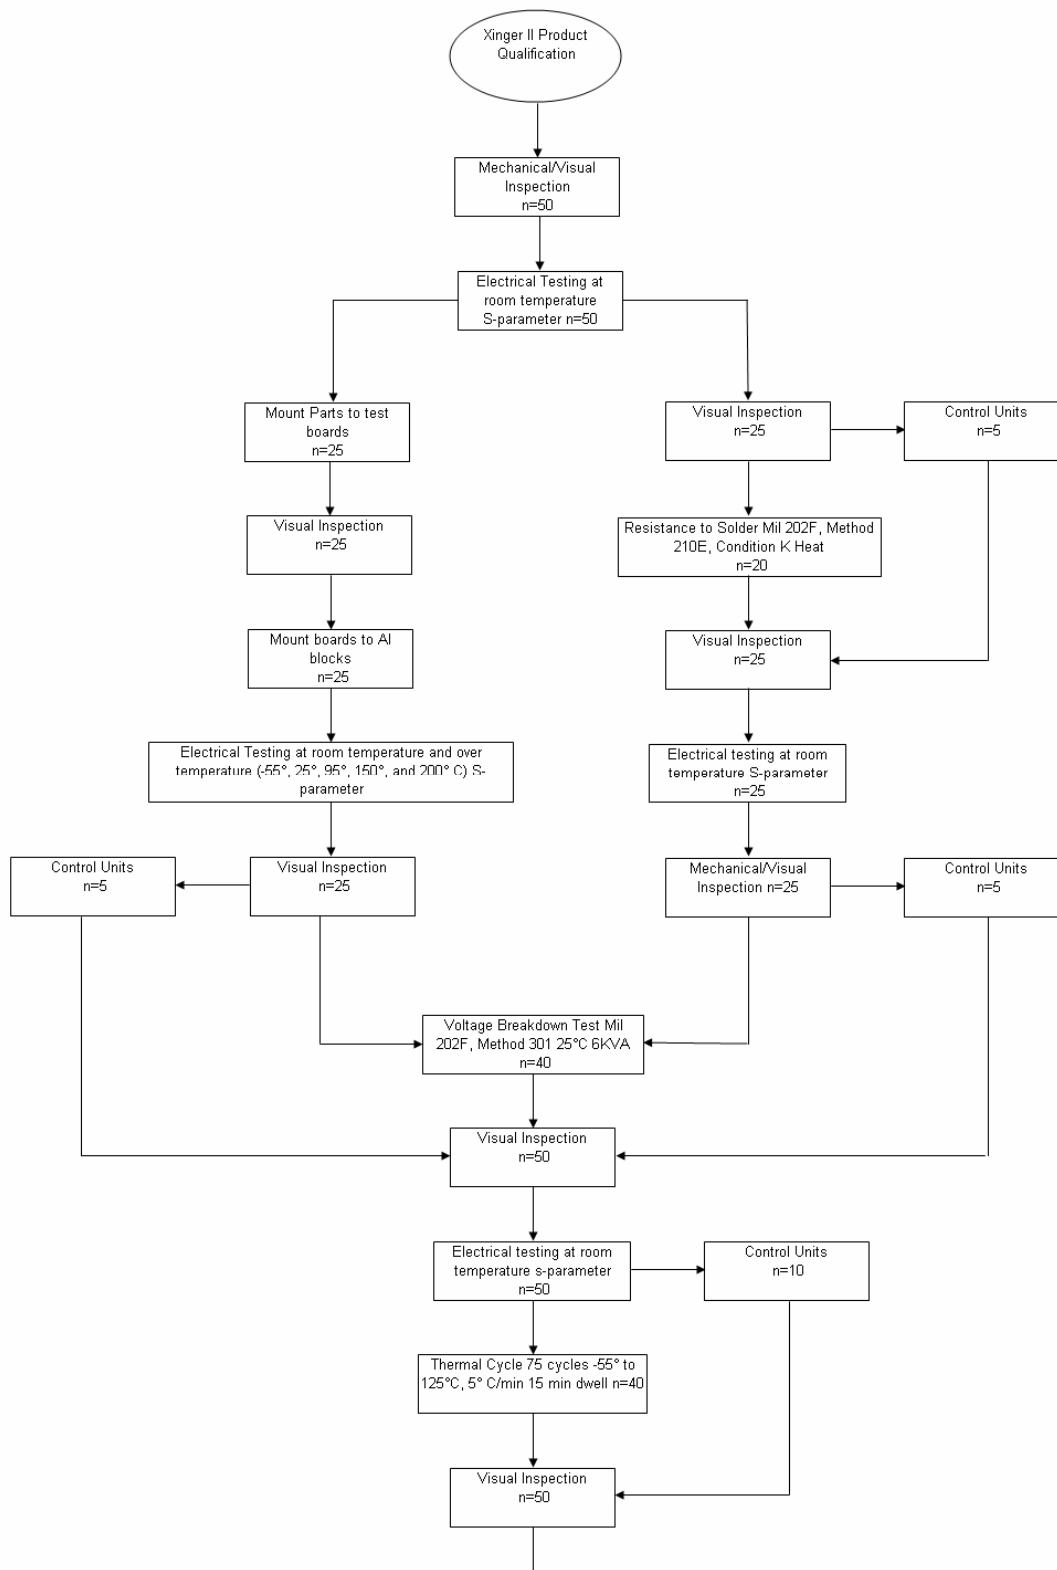 Xinger II Product
Qualification
Mechanical/Visual
Inspection
n=50
Electrical Testing at
room temperature
S-parameter n=50
Mount Parts to test
boards
n=25
Visual Inspection
n=25
Control Units
n=5
Visual Inspection
n=25
Resistance to Solder Mil 202F, Method
210E, Condition K Heat
n=20
Mount boards to Al
blocks
n=25
Visual Inspection
n=25
Electrical Testing at room temperature and over
temperature (-55°, 25°, 95°, 150°, and 200° C) S-
parameter
Electrical testing at room
temperature S-parameter
n=25
Control Units
n=5
Visual Inspection
n=25
Mechanical/Visual
Inspection n=25
Control Units
n=5
Voltage Breakdown Test Mil
202F, Method 301 25°C 6KVA
n=40
Visual Inspection
n=50
Electrical testing at room
temperature s-parameter
n=50
Control Units
n=10
Thermal Cycle 75 cycles -55° to
125°C, 5° C/min 15 min dwell n=40
Visual Inspection
n=50